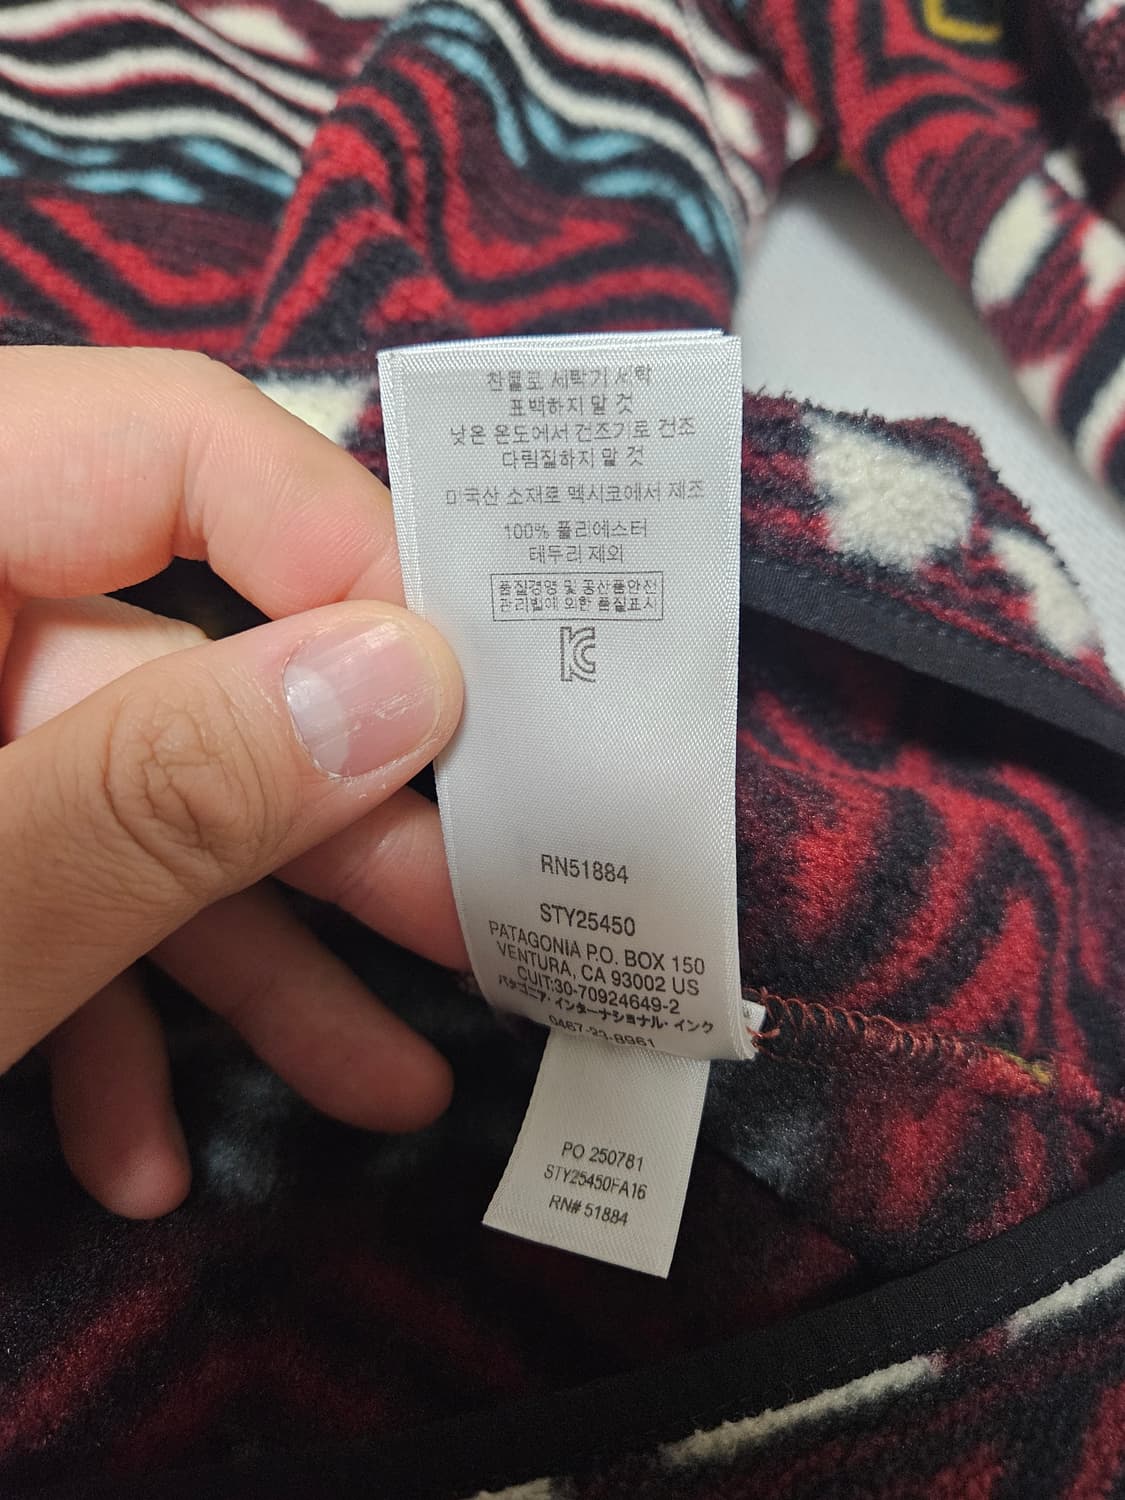 찬물로 세탁기 세탁
표백하지 말 것
낮은 온도에서 건조기로 건조
다림질하지 말 것
미국산 소재로 멕시코에서 제조
100% 폴리에스터
테두리 제외
품질경영 및 공산품안전
관리법에 의한 품질표시
KC
RN51884
STY25450
PATAGONIA P.O. BOX 150
VENTURA, CA 93002 US
CUIT:30-70924649-2
パタゴニア・インターナショナル・インク
0467-23-8961
PO 250781
STY25450FA16
RN# 51884